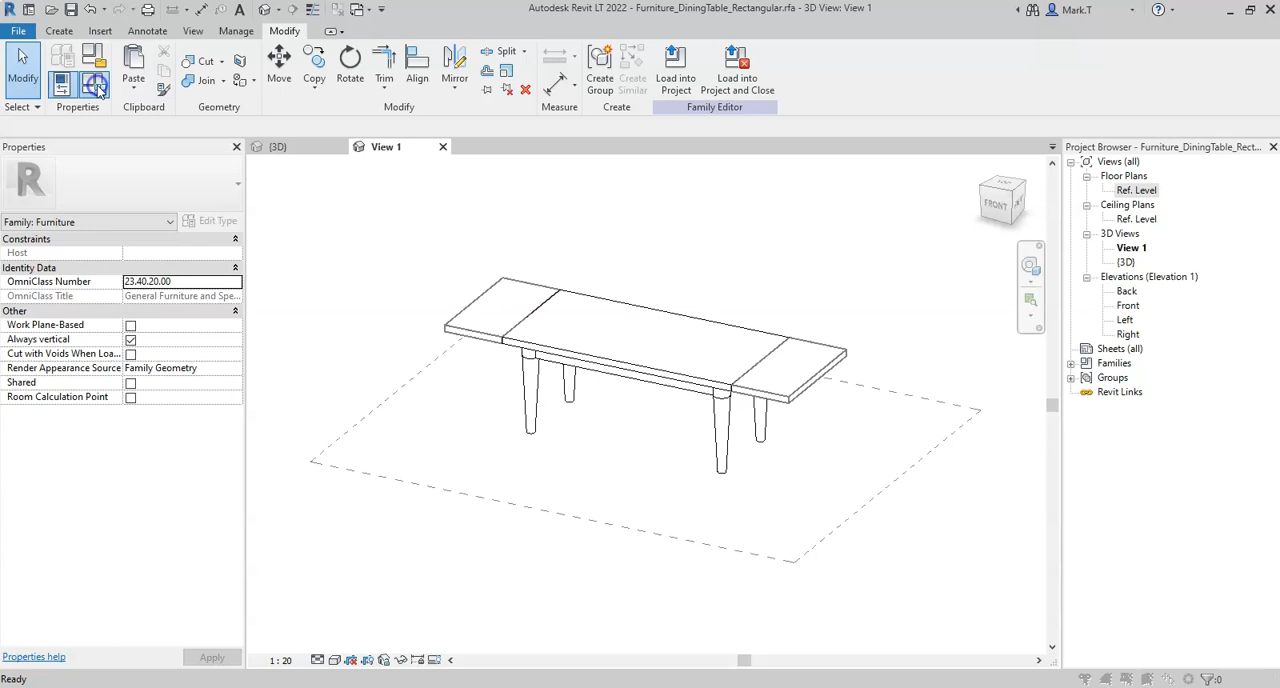 Autodesk Revit LT 2022 - Furniture_DiningTable_Rectangular.rfa - 3D View: View 1
Mark.T
File Create Insert Annotate View Manage Modify
Modify
Paste
Cut
Join
Move
Copy
Rotate
Trim
Align
Mirror
Split
Create Group
Create Similar
Load into Project
Load into Project and Close
Select
Properties
Clipboard
Geometry
Modify
Measure
Create
Family Editor
Properties
{3D}
View 1
Project Browser - Furniture_DiningTable_Rect...
R
Family: Furniture
Edit Type
Constraints
Host
Identity Data
OmniClass Number 23.40.20.00
OmniClass Title General Furniture and Spe...
Other
Work Plane-Based
Always vertical
Cut with Voids When Loa...
Render Appearance Source Family Geometry
Shared
Room Calculation Point
Properties help
Apply
FRONT
Views (all)
Floor Plans
Ref. Level
Ceiling Plans
Ref. Level
3D Views
View 1
{3D}
Elevations (Elevation 1)
Back
Front
Left
Right
Sheets (all)
Families
Groups
Revit Links
1 : 20
Ready
:0